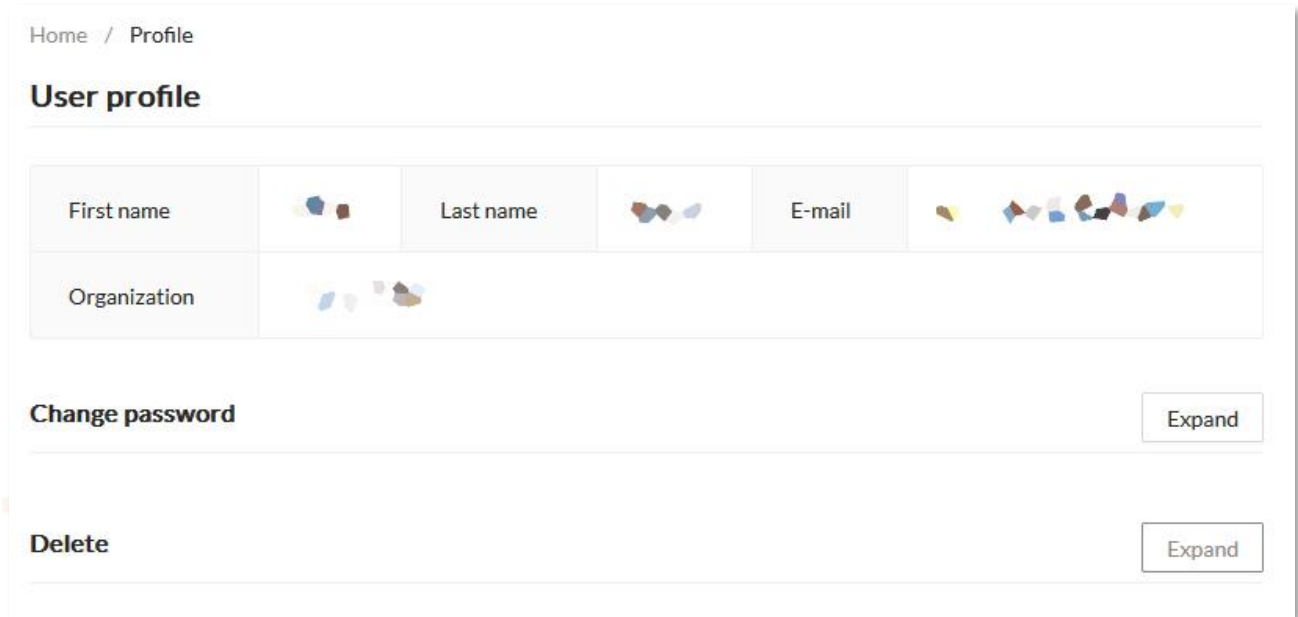 Home / Profile
User profile
First name Last name E-mail
Organization
Change password Expand
Delete Expand